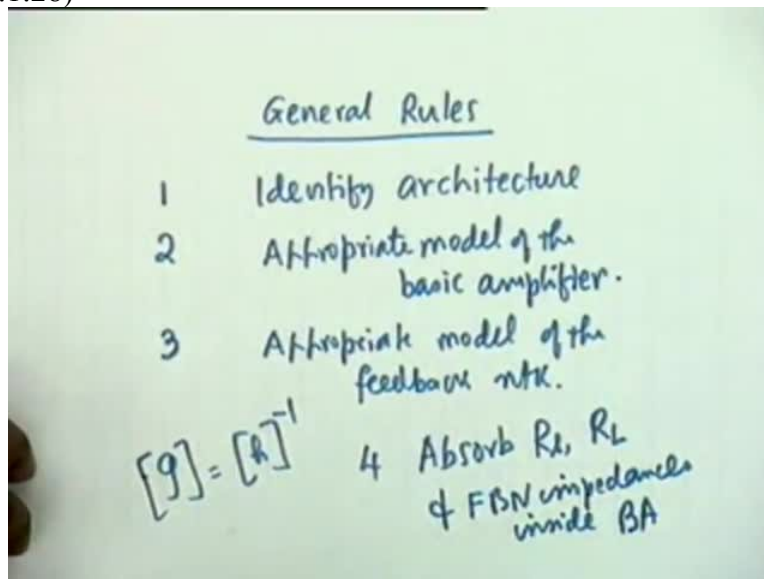 General Rules
1 Identify architecture
2 Appropriate model of the
basic amplifier.
3 Appropriate model of the
feedback ntk.
[g] = [h]^-1
4 Absorb Rs, RL
& FBN impedances
inside BA